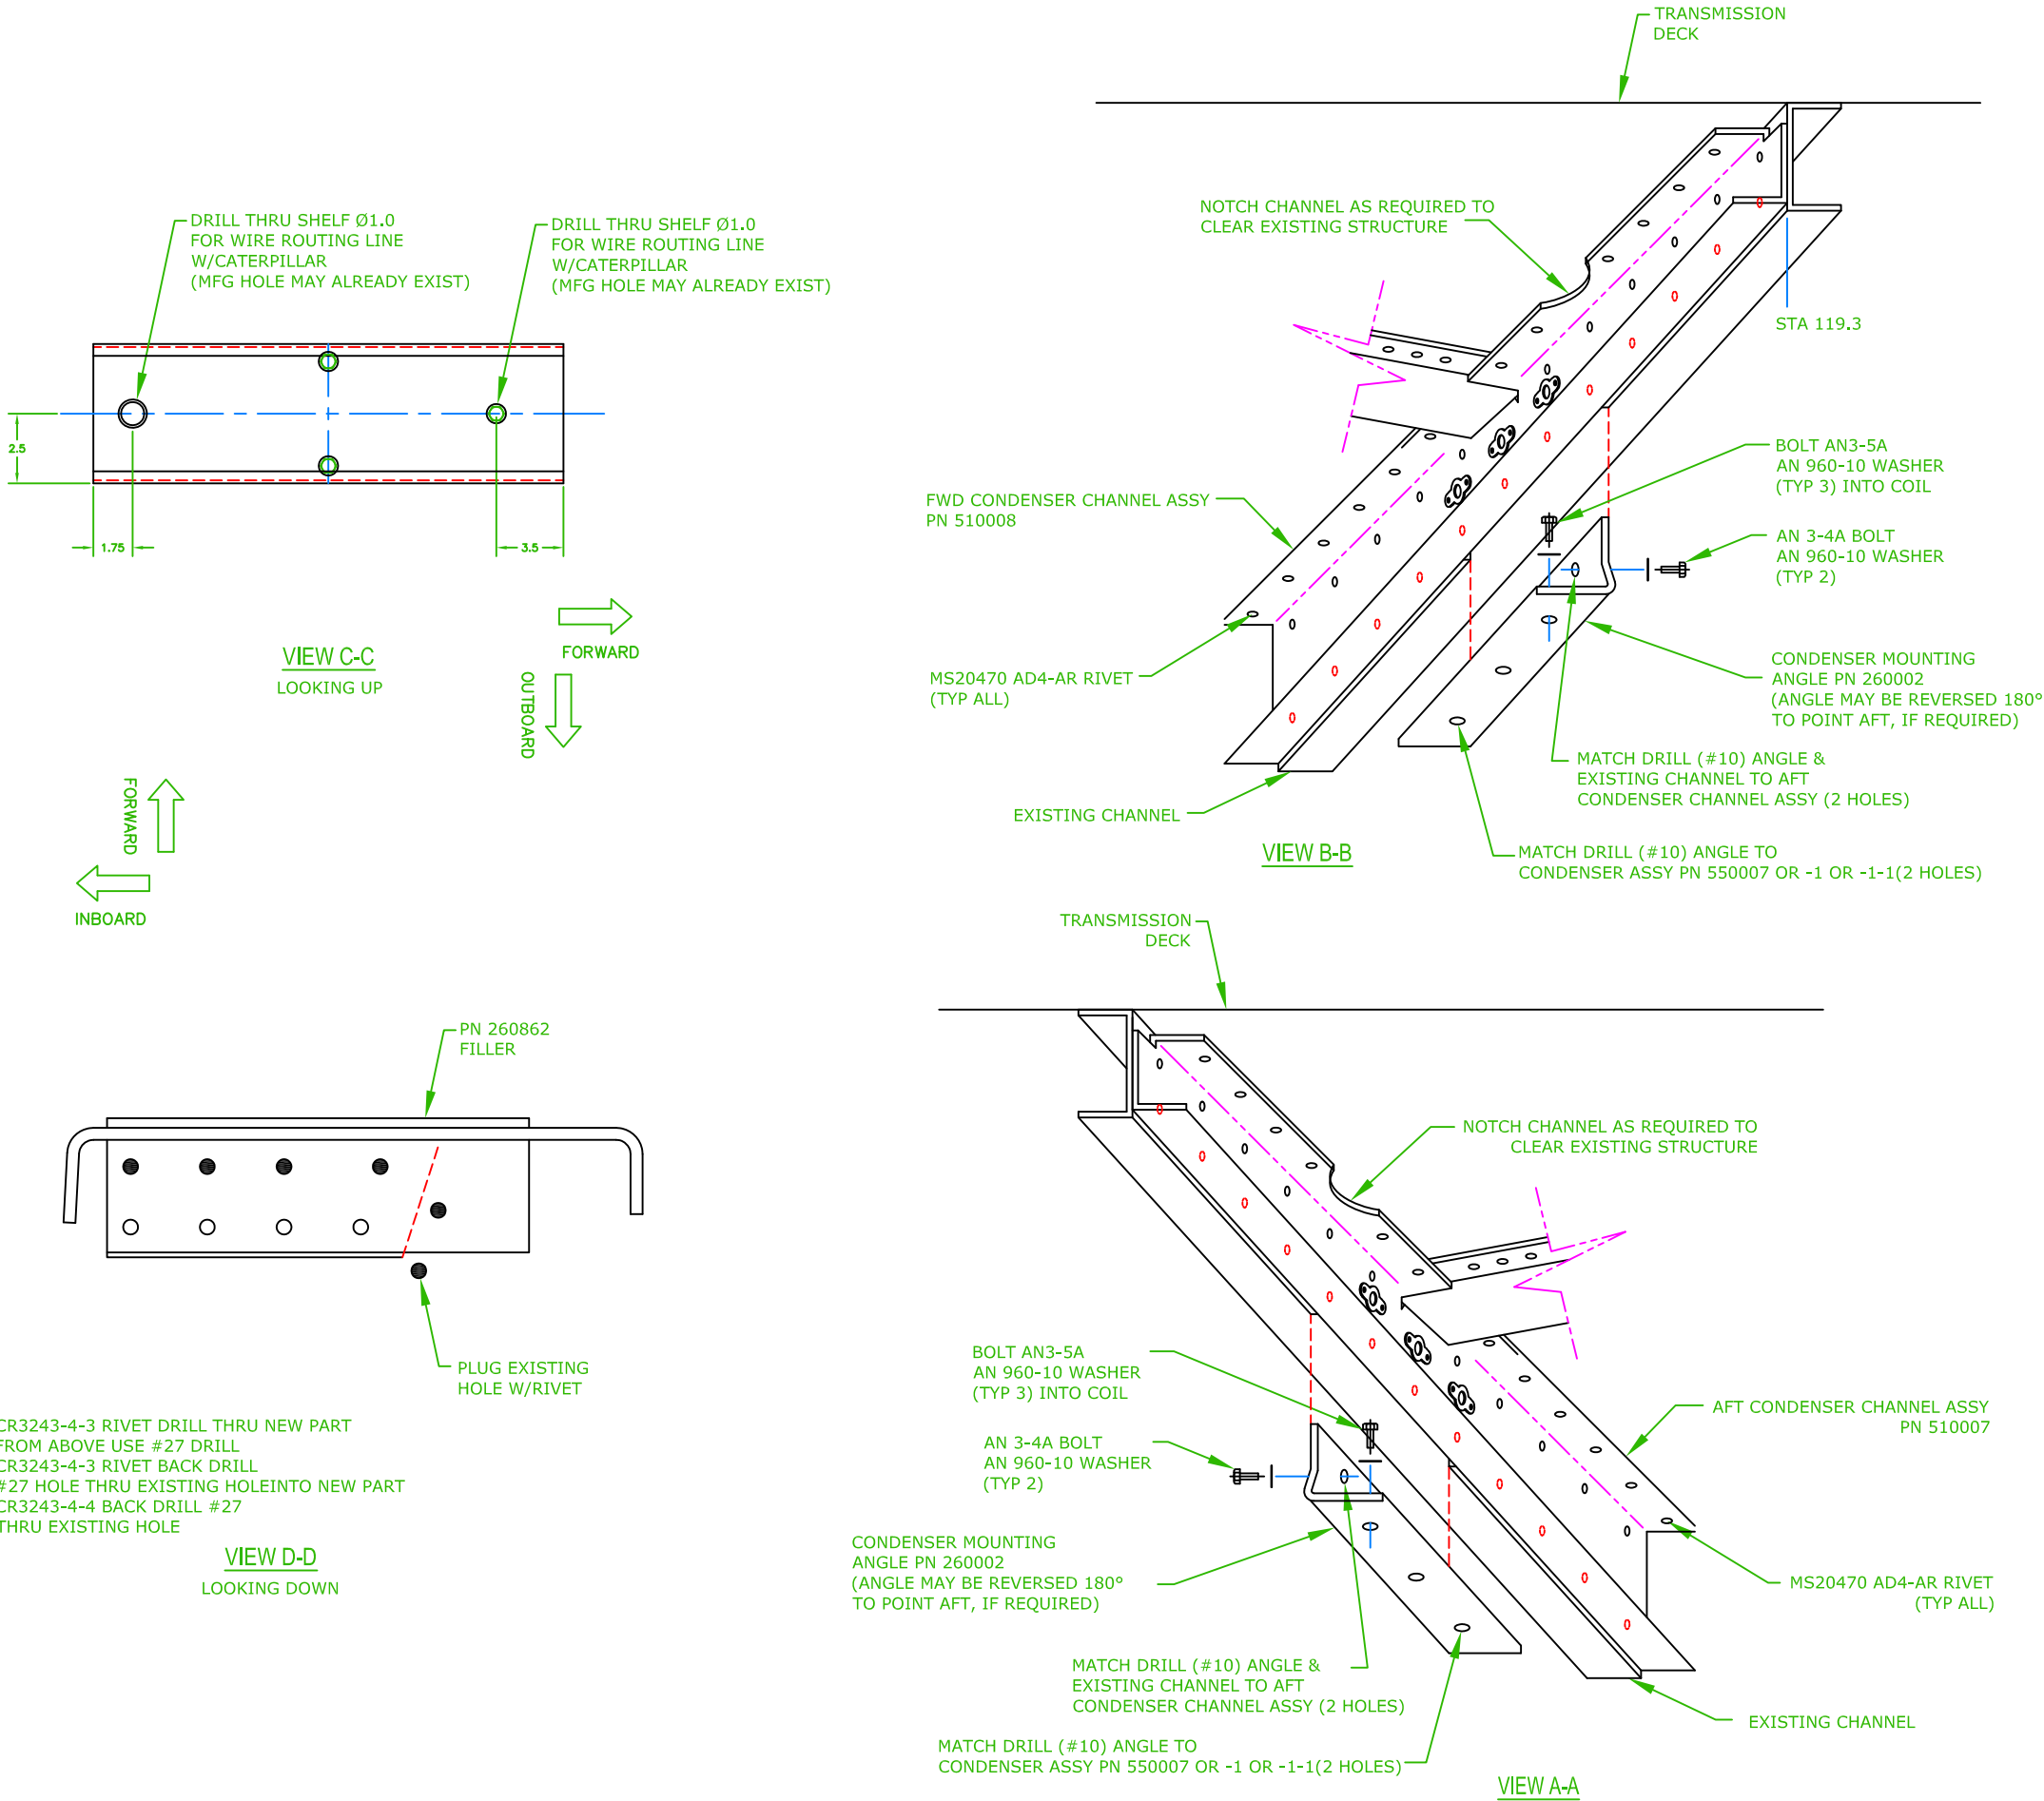 DRILL THRU SHELF Ø1.0
FOR WIRE ROUTING LINE
W/CATERPILLAR
(MFG HOLE MAY ALREADY EXIST)
DRILL THRU SHELF Ø1.0
FOR WIRE ROUTING LINE
W/CATERPILLAR
(MFG HOLE MAY ALREADY EXIST)
2.5
1.75
3.5
VIEW C-C
LOOKING UP
FORWARD
OUTBOARD
FORWARD
INBOARD
TRANSMISSION
DECK
NOTCH CHANNEL AS REQUIRED TO
CLEAR EXISTING STRUCTURE
STA 119.3
FWD CONDENSER CHANNEL ASSY
PN 510008
BOLT AN3-5A
AN 960-10 WASHER
(TYP 3) INTO COIL
AN 3-4A BOLT
AN 960-10 WASHER
(TYP 2)
MS20470 AD4-AR RIVET
(TYP ALL)
CONDENSER MOUNTING
ANGLE PN 260002
(ANGLE MAY BE REVERSED 180°
TO POINT AFT, IF REQUIRED)
MATCH DRILL (#10) ANGLE &
EXISTING CHANNEL TO AFT
CONDENSER CHANNEL ASSY (2 HOLES)
EXISTING CHANNEL
MATCH DRILL (#10) ANGLE TO
CONDENSER ASSY PN 550007 OR -1 OR -1-1(2 HOLES)
VIEW B-B
PN 260862
FILLER
PLUG EXISTING
HOLE W/RIVET
CR3243-4-3 RIVET DRILL THRU NEW PART
FROM ABOVE USE #27 DRILL
CR3243-4-3 RIVET BACK DRILL
#27 HOLE THRU EXISTING HOLEINTO NEW PART
CR3243-4-4 BACK DRILL #27
THRU EXISTING HOLE
VIEW D-D
LOOKING DOWN
TRANSMISSION
DECK
NOTCH CHANNEL AS REQUIRED TO
CLEAR EXISTING STRUCTURE
BOLT AN3-5A
AN 960-10 WASHER
(TYP 3) INTO COIL
AN 3-4A BOLT
AN 960-10 WASHER
(TYP 2)
AFT CONDENSER CHANNEL ASSY
PN 510007
CONDENSER MOUNTING
ANGLE PN 260002
(ANGLE MAY BE REVERSED 180°
TO POINT AFT, IF REQUIRED)
MS20470 AD4-AR RIVET
(TYP ALL)
MATCH DRILL (#10) ANGLE &
EXISTING CHANNEL TO AFT
CONDENSER CHANNEL ASSY (2 HOLES)
EXISTING CHANNEL
MATCH DRILL (#10) ANGLE TO
CONDENSER ASSY PN 550007 OR -1 OR -1-1(2 HOLES)
VIEW A-A